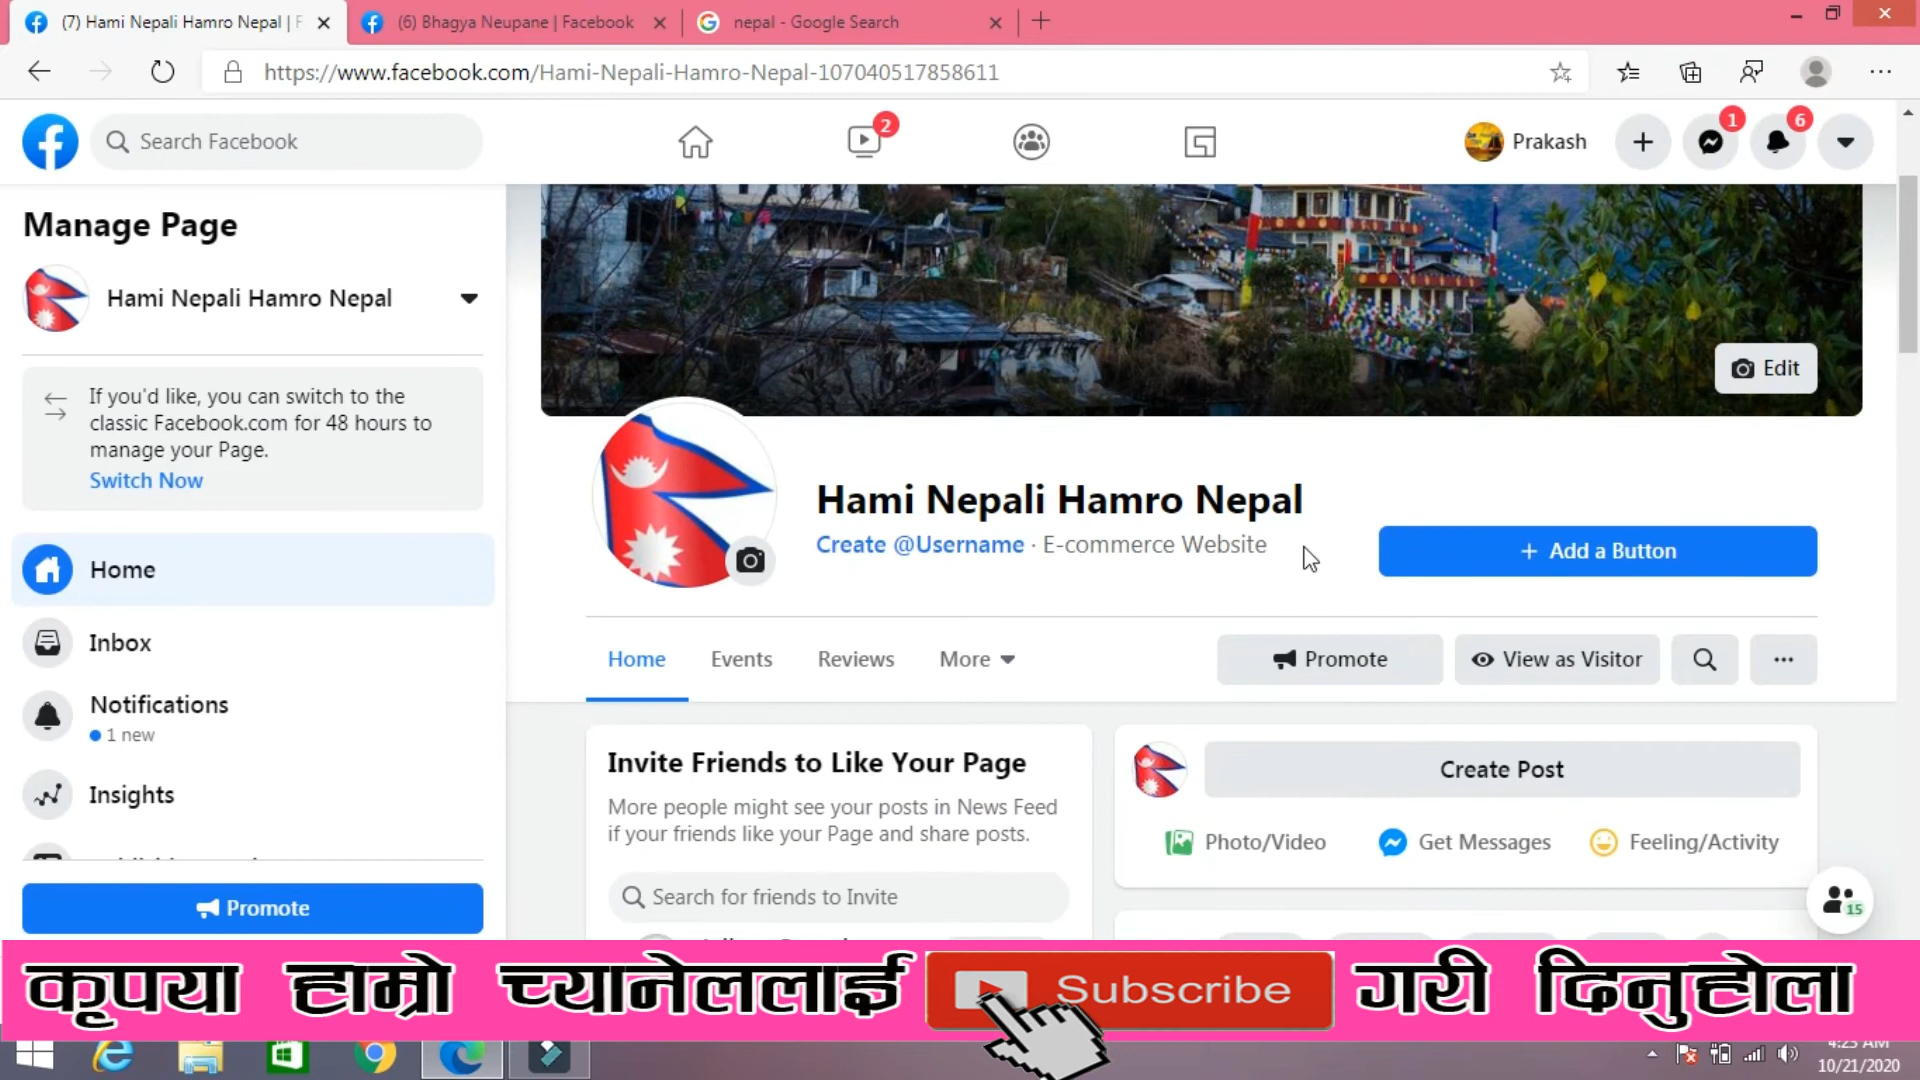 (7) Hami Nepali Hamro Nepal | F
(6) Bhagya Neupane | Facebook
nepal - Google Search
https://www.facebook.com/Hami-Nepali-Hamro-Nepal-107040517858611
Search Facebook
2
Prakash
1
6
Manage Page
Hami Nepali Hamro Nepal
If you'd like, you can switch to the
classic Facebook.com for 48 hours to
manage your Page.
Switch Now
Home
Inbox
Notifications
1 new
Insights
Promote
Edit
Hami Nepali Hamro Nepal
Create @Username · E-commerce Website
+ Add a Button
Home
Events
Reviews
More
Promote
View as Visitor
Invite Friends to Like Your Page
More people might see your posts in News Feed
if your friends like your Page and share posts.
Search for friends to Invite
Create Post
Photo/Video
Get Messages
Feeling/Activity
15
कृपया हाम्रो च्यानेललाई Subscribe गरी दिनुहोला
4:25 AM
10/21/2020